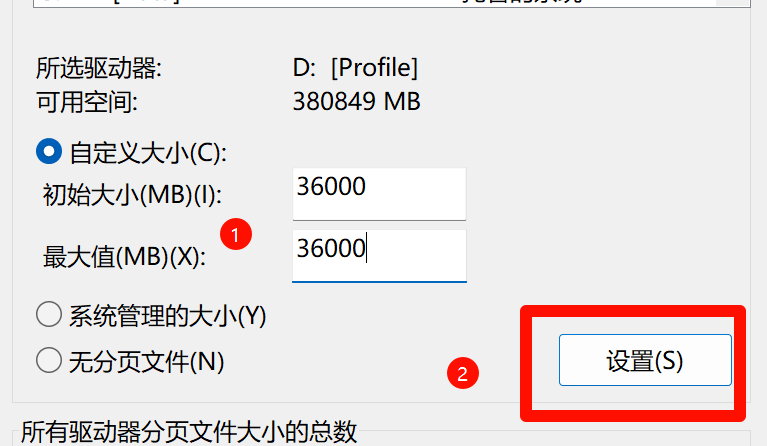 所选驱动器: D: [Profile]
可用空间: 380849 MB
自定义大小(C):
初始大小(MB)(I): 36000
1
最大值(MB)(X): 36000
系统管理的大小(Y)
无分页文件(N)
2 设置(S)
所有驱动器分页文件大小的总数